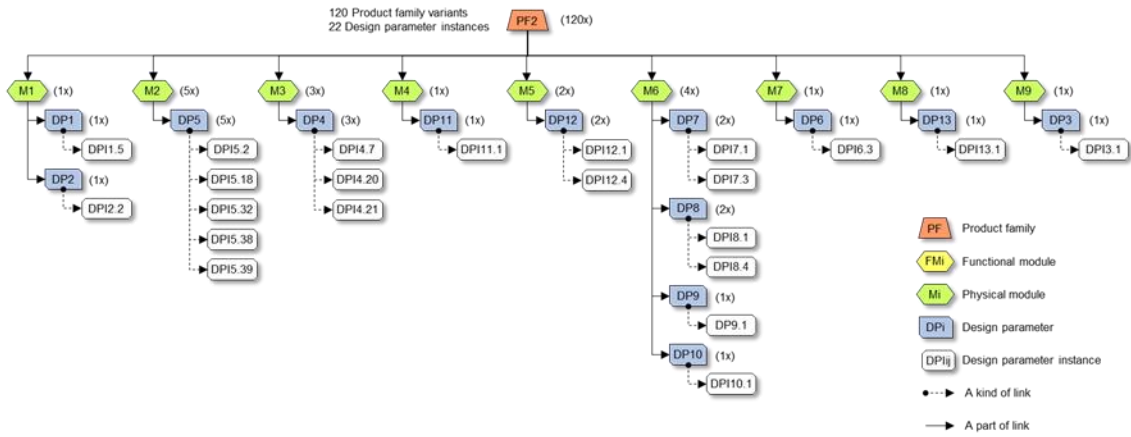 120 Product family variants
22 Design parameter instances
PF2 (120x)
M1 (1x)
M2 (5x)
M3 (3x)
M4 (1x)
M5 (2x)
M6 (4x)
M7 (1x)
M8 (1x)
M9 (1x)
DP1 (1x)
DPI1.5
DP2 (1x)
DPI2.2
DP5 (5x)
DPI5.2
DPI5.18
DPI5.32
DPI5.38
DPI5.39
DP4 (3x)
DPI4.7
DPI4.20
DPI4.21
DP11 (1x)
DPI11.1
DP12 (2x)
DPI12.1
DPI12.4
DP7 (2x)
DPI7.1
DPI7.3
DP8 (2x)
DPI8.1
DPI8.4
DP9 (1x)
DP9.1
DP10 (1x)
DPI10.1
DP6 (1x)
DPI6.3
DP13 (1x)
DPI13.1
DP3 (1x)
DPI3.1
PF Product family
FMi Functional module
Mi Physical module
DPi Design parameter
DPIij Design parameter instance
A kind of link
A part of link